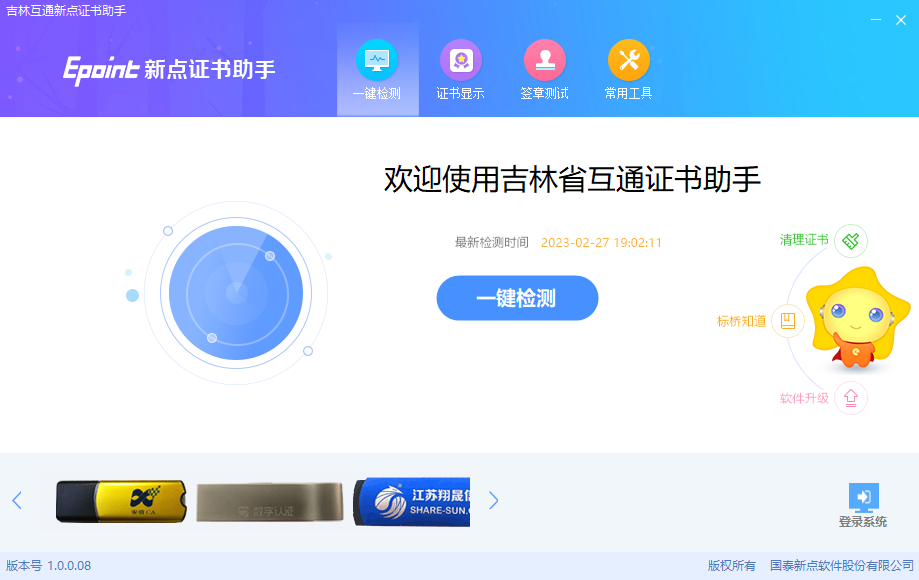 吉林互通新点证书助手
Epoint 新点证书助手
一键检测
证书显示
签章测试
常用工具
欢迎使用吉林省互通证书助手
最新检测时间 2023-02-27 19:02:11
一键检测
清理证书
标桥知道
软件升级
安信CA
数字认证
江苏翔晟信
SHARE-SUN.C
登录系统
版本号 1.0.0.08
版权所有 国泰新点软件股份有限公司